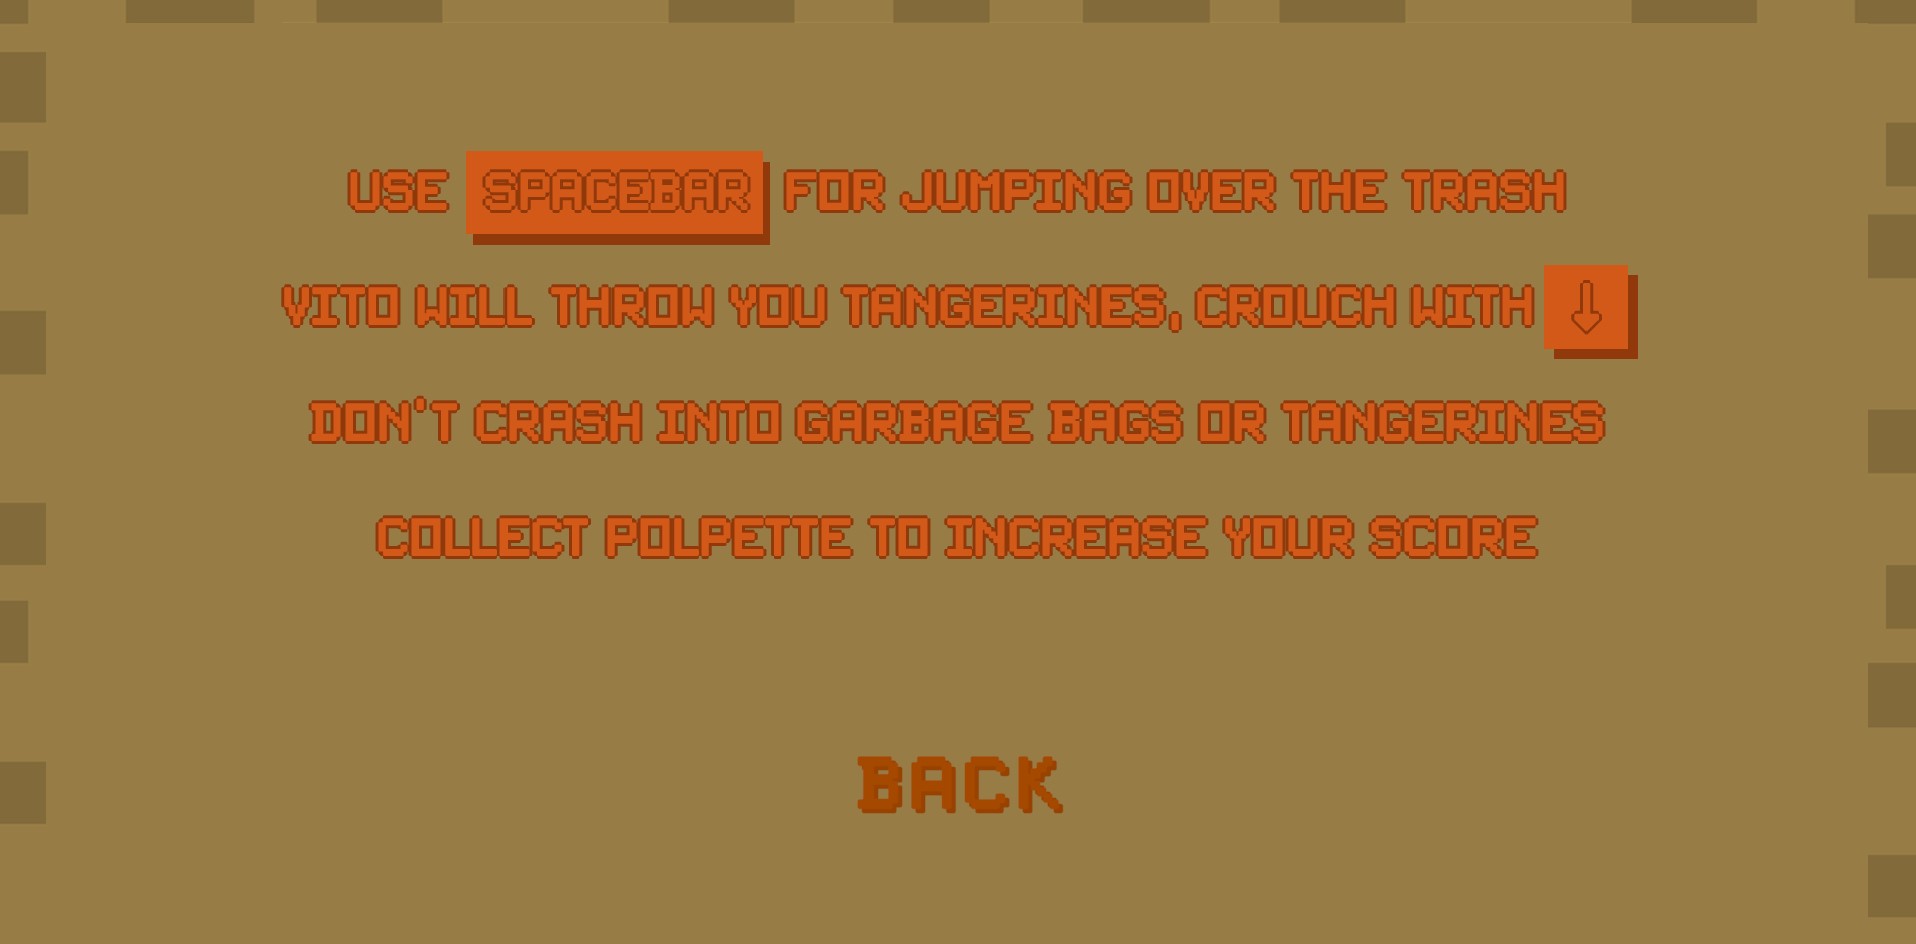 USE SPACEBAR FOR JUMPING OVER THE TRASH
VITO WILL THROW YOU TANGERINES, CROUCH WITH ⇩
DON'T CRASH INTO GARBAGE BAGS OR TANGERINES
COLLECT POLPETTE TO INCREASE YOUR SCORE
BACK